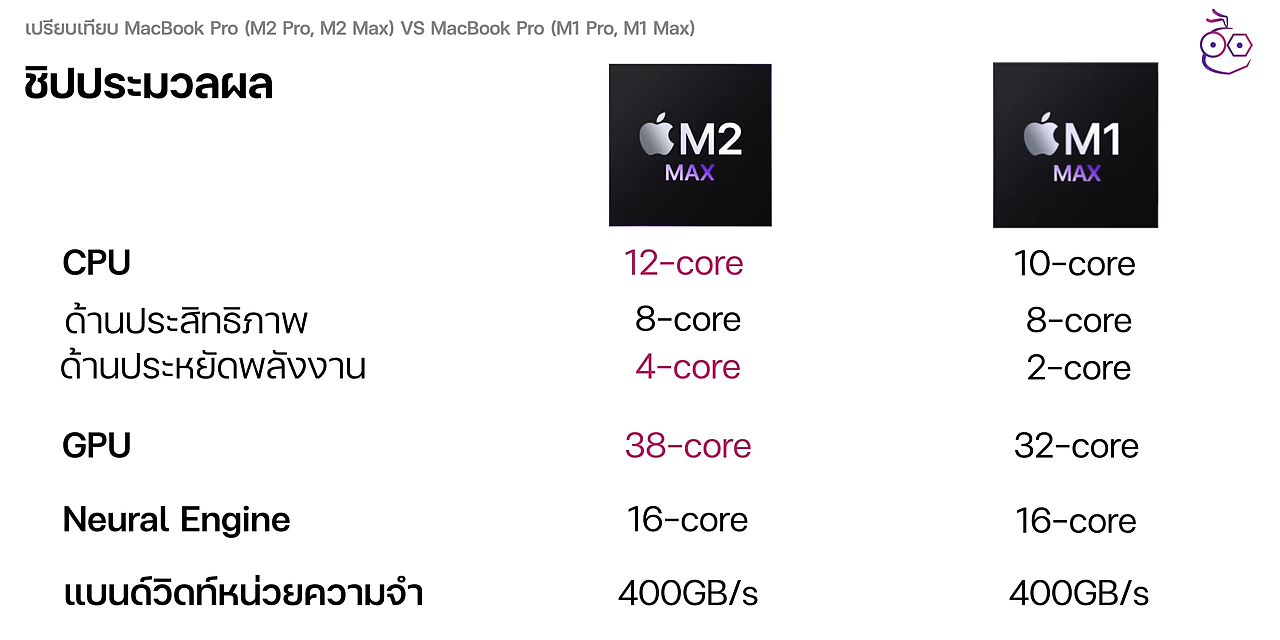 เปรียบเทียบ MacBook Pro (M2 Pro, M2 Max) VS MacBook Pro (M1 Pro, M1 Max)
ชิปประมวลผล
M2 M1
MAX MAX
CPU 12-core 10-core
ด้านประสิทธิภาพ 8-core 8-core
ด้านประหยัดพลังงาน 4-core 2-core
GPU 38-core 32-core
Neural Engine 16-core 16-core
แบนด์วิดท์หน่วยความจำ 400GB/s 400GB/s